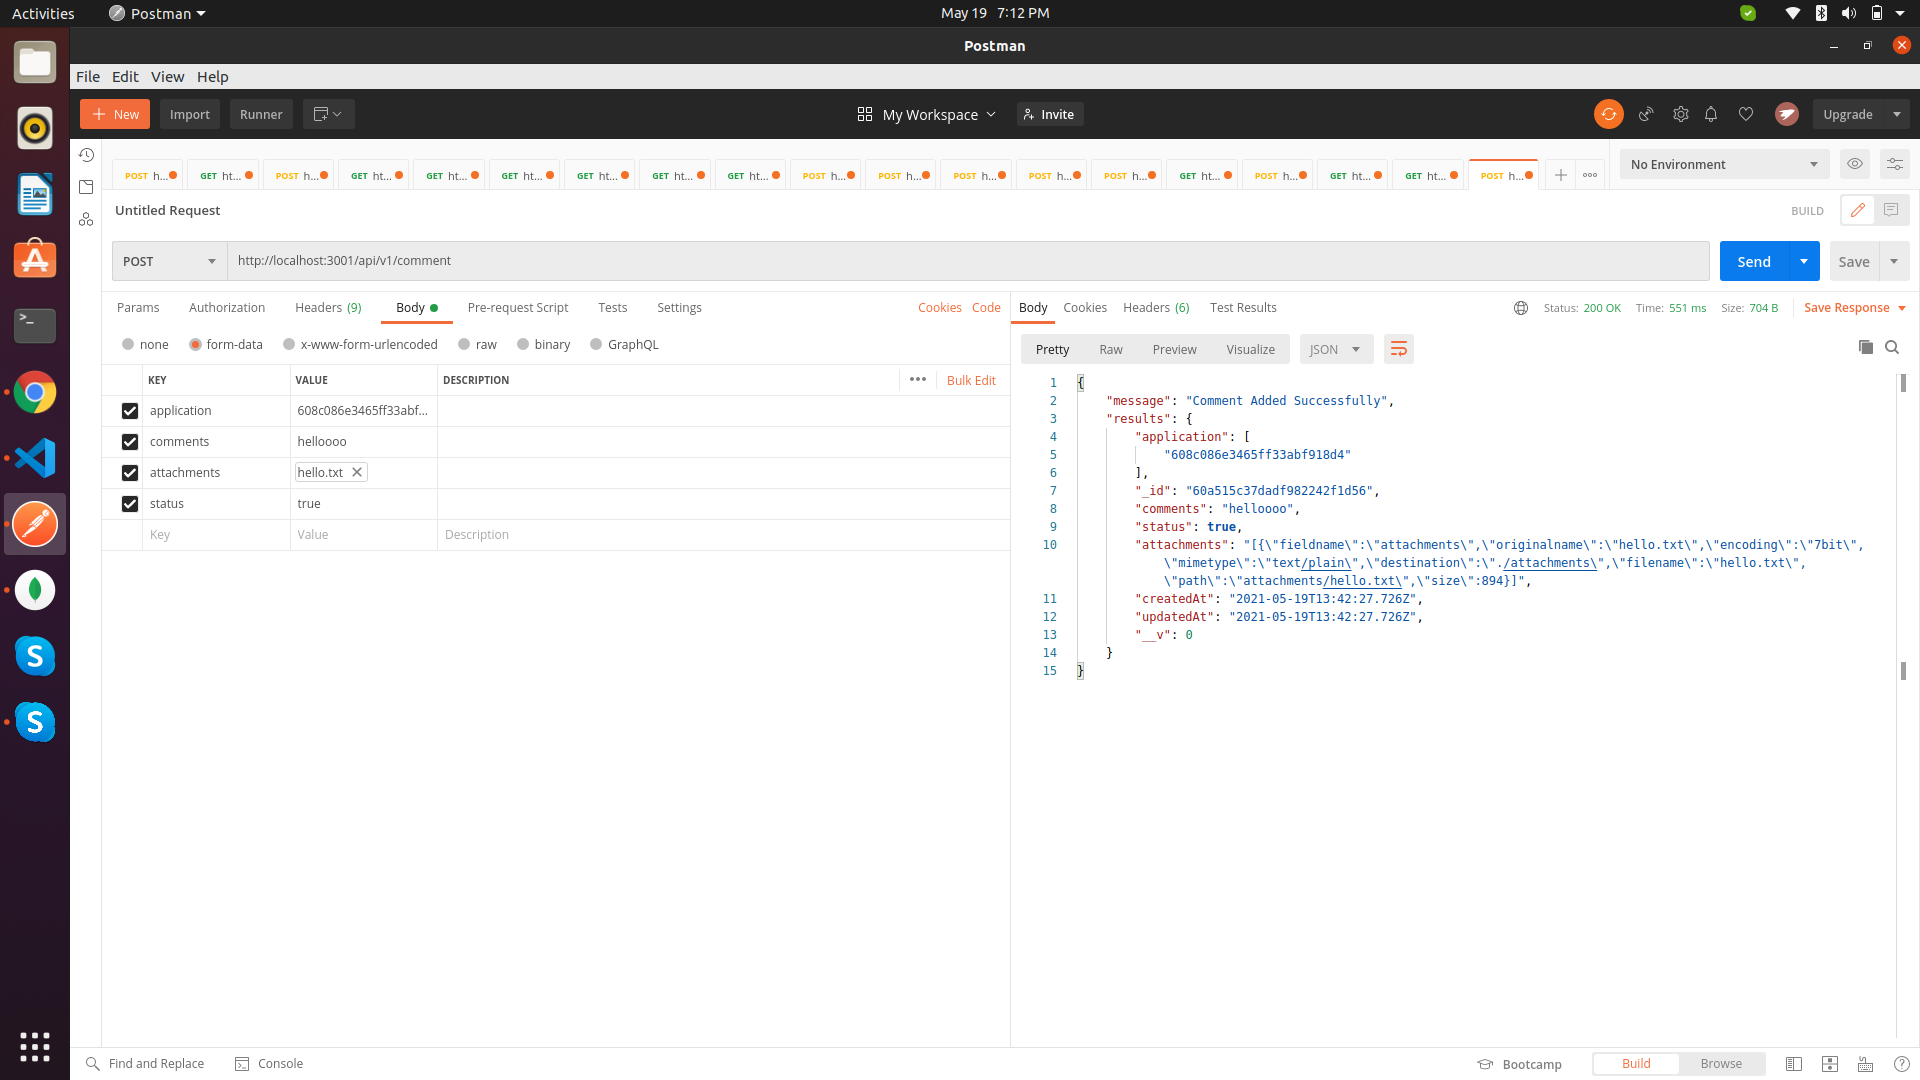 Activities
Postman
May 19 7:12 PM
Postman
File Edit View Help
New
Import
Runner
My Workspace
Invite
Upgrade
POST h...
GET ht...
POST h...
GET ht...
GET ht...
GET ht...
GET ht...
GET ht...
GET ht...
POST h...
POST h...
POST h...
POST h...
POST h...
GET ht...
POST h...
GET ht...
GET ht...
POST h...
No Environment
Untitled Request
BUILD
POST
http://localhost:3001/api/v1/comment
Send
Save
Params Authorization Headers (9) Body Pre-request Script Tests Settings Cookies Code
none form-data x-www-form-urlencoded raw binary GraphQL
KEY VALUE DESCRIPTION ••• Bulk Edit
application 608c086e3465ff33abf...
comments helloooo
attachments hello.txt
status true
Key Value Description
Body Cookies Headers (6) Test Results Status: 200 OK Time: 551 ms Size: 704 B Save Response
Pretty Raw Preview Visualize JSON
1 {
2 "message": "Comment Added Successfully",
3 "results": {
4 "application": [
5 "608c086e3465ff33abf918d4"
6 ],
7 "_id": "60a515c37dadf982242f1d56",
8 "comments": "helloooo",
9 "status": true,
10 "attachments": "[{\"fieldname\":\"attachments\",\"originalname\":\"hello.txt\",\"encoding\":\"7bit\",
\"mimetype\":\"text/plain\",\"destination\":\"./attachments\",\"filename\":\"hello.txt\",
\"path\":\"attachments/hello.txt\",\"size\":894}]",
11 "createdAt": "2021-05-19T13:42:27.726Z",
12 "updatedAt": "2021-05-19T13:42:27.726Z",
13 "__v": 0
14 }
15 }
Find and Replace
Console
Bootcamp
Build
Browse